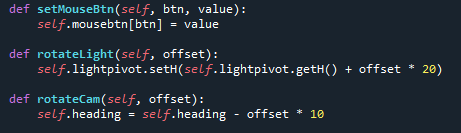 def setMouseBtn(self, btn, value):
    self.mousebtn[btn] = value

def rotateLight(self, offset):
    self.lightpivot.setH(self.lightpivot.getH() + offset * 20)

def rotateCam(self, offset):
    self.heading = self.heading - offset * 10